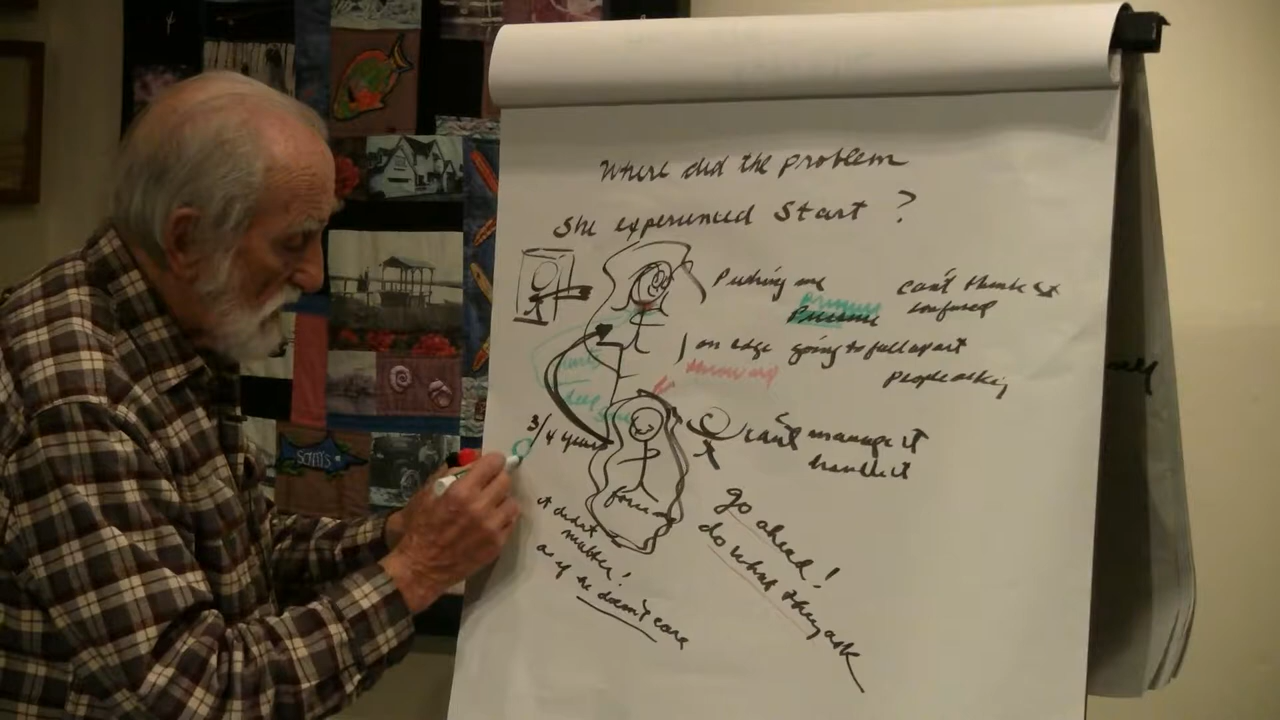 Where did the problem
She experienced Start ?
Pushing me
can't think
confused
Pressure
on edge going to fall apart
people asking
3/4 years
can't manage it
handle it
go ahead!
do what they ask
it didn't
matter!
as if he doesn't care